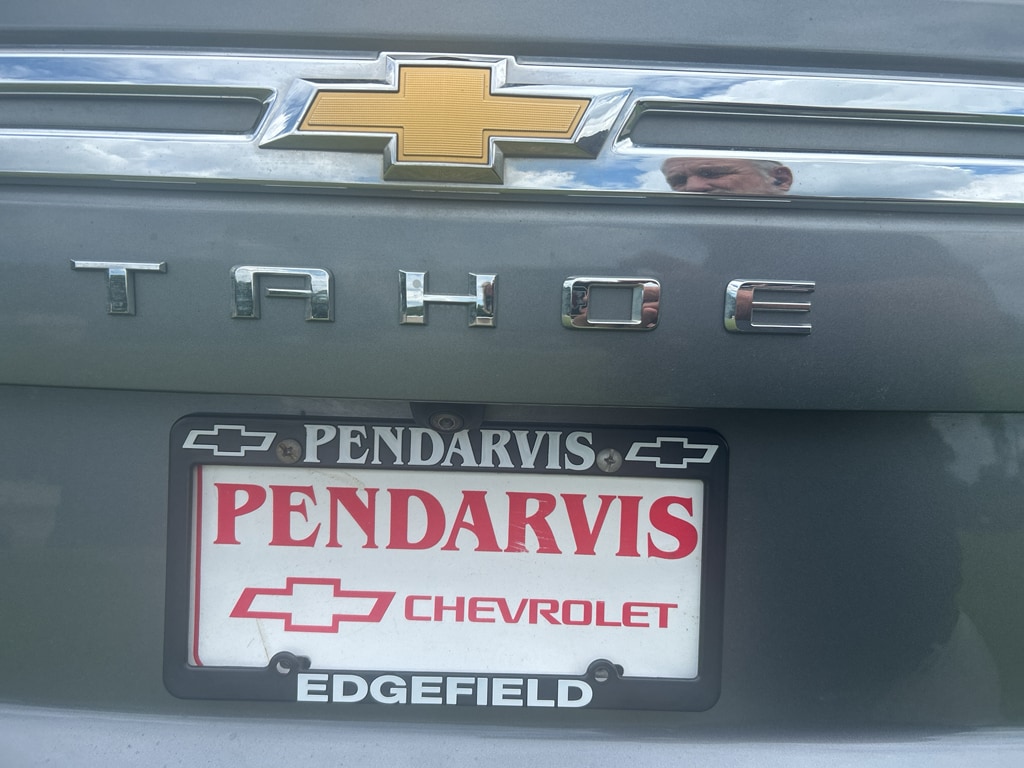 TAHOE
PENDARVIS
PENDARVIS
CHEVROLET
EDGEFIELD